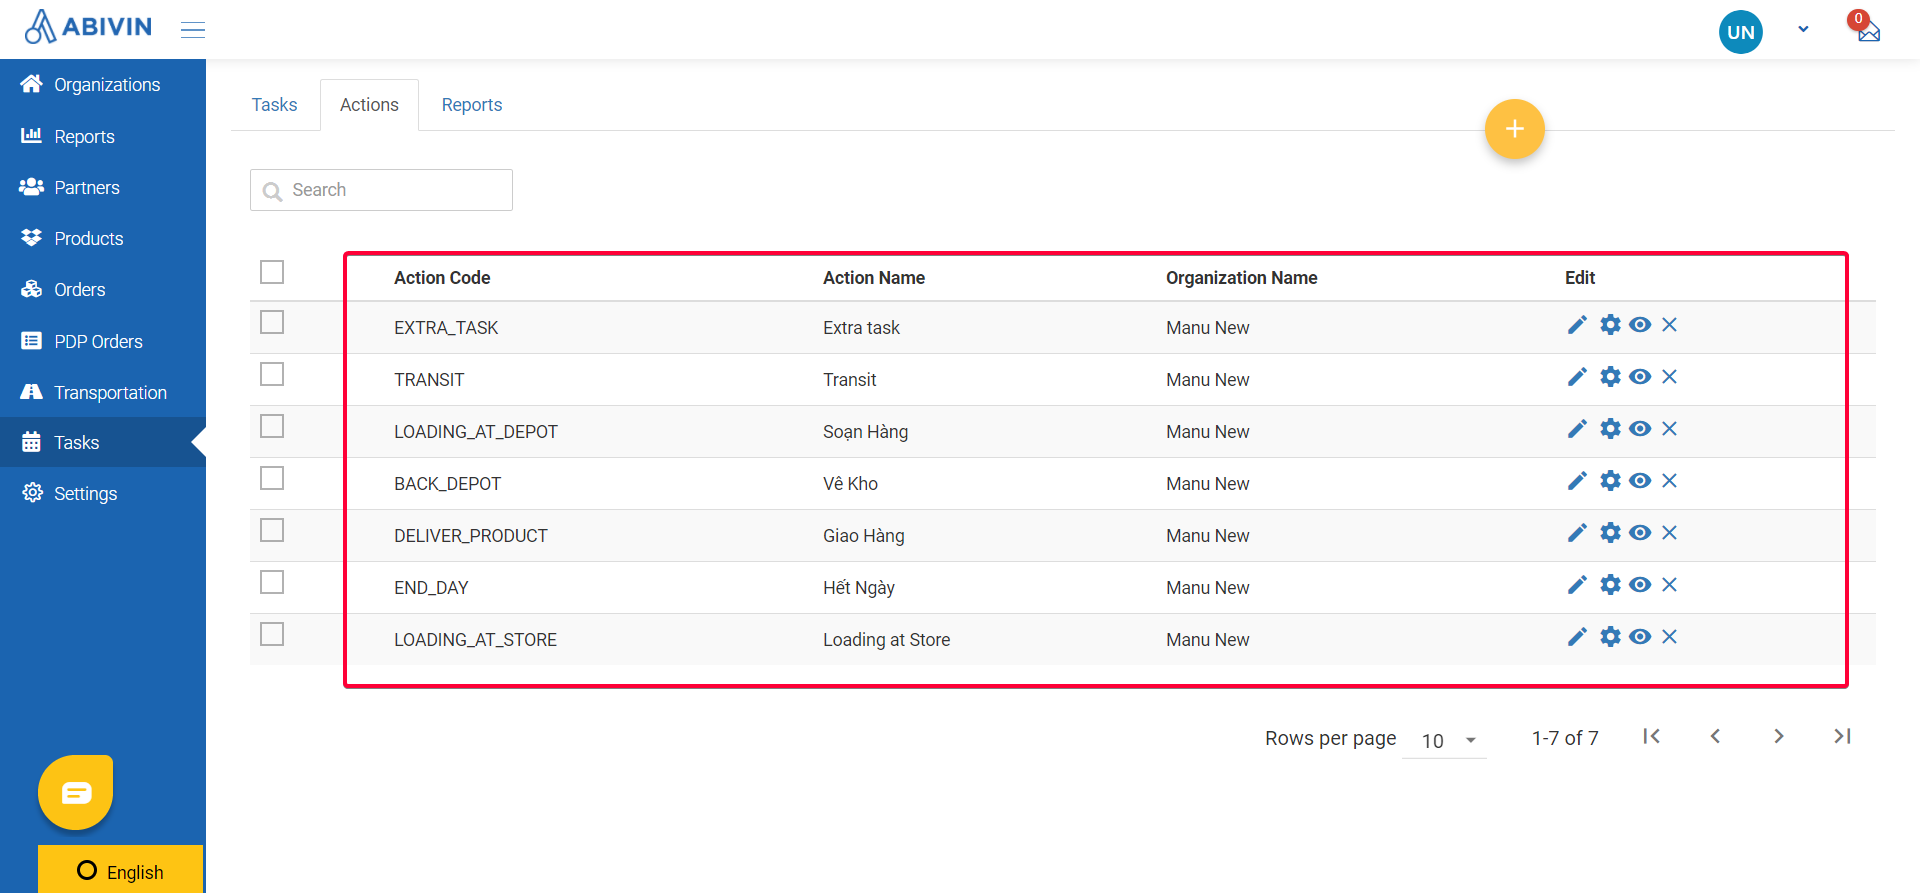 ABIVIN
UN
0
Organizations
Reports
Partners
Products
Orders
PDP Orders
Transportation
Tasks
Settings
English
Tasks Actions Reports
+
Search
Action Code Action Name Organization Name Edit
EXTRA_TASK Extra task Manu New
TRANSIT Transit Manu New
LOADING_AT_DEPOT Soạn Hàng Manu New
BACK_DEPOT Vê Kho Manu New
DELIVER_PRODUCT Giao Hàng Manu New
END_DAY Hết Ngày Manu New
LOADING_AT_STORE Loading at Store Manu New
Rows per page 10 1-7 of 7